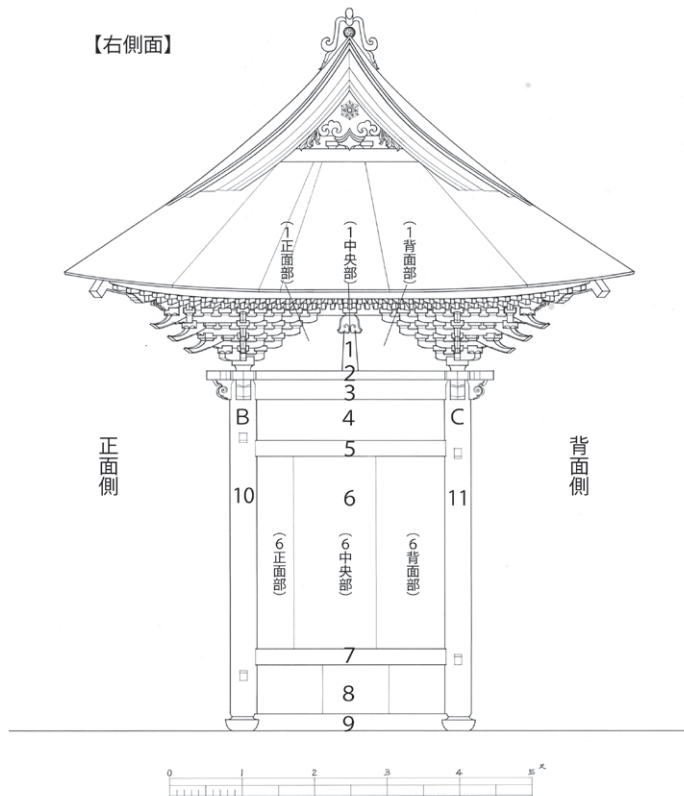 【右側面】
(1正面部)
(1中央部)
(1背面部)
1
2
3
B
4
C
5
正面側
背面側
10
6
11
(6正面部)
(6中央部)
(6背面部)
7
8
9
0 1 2 3 4 5 尺